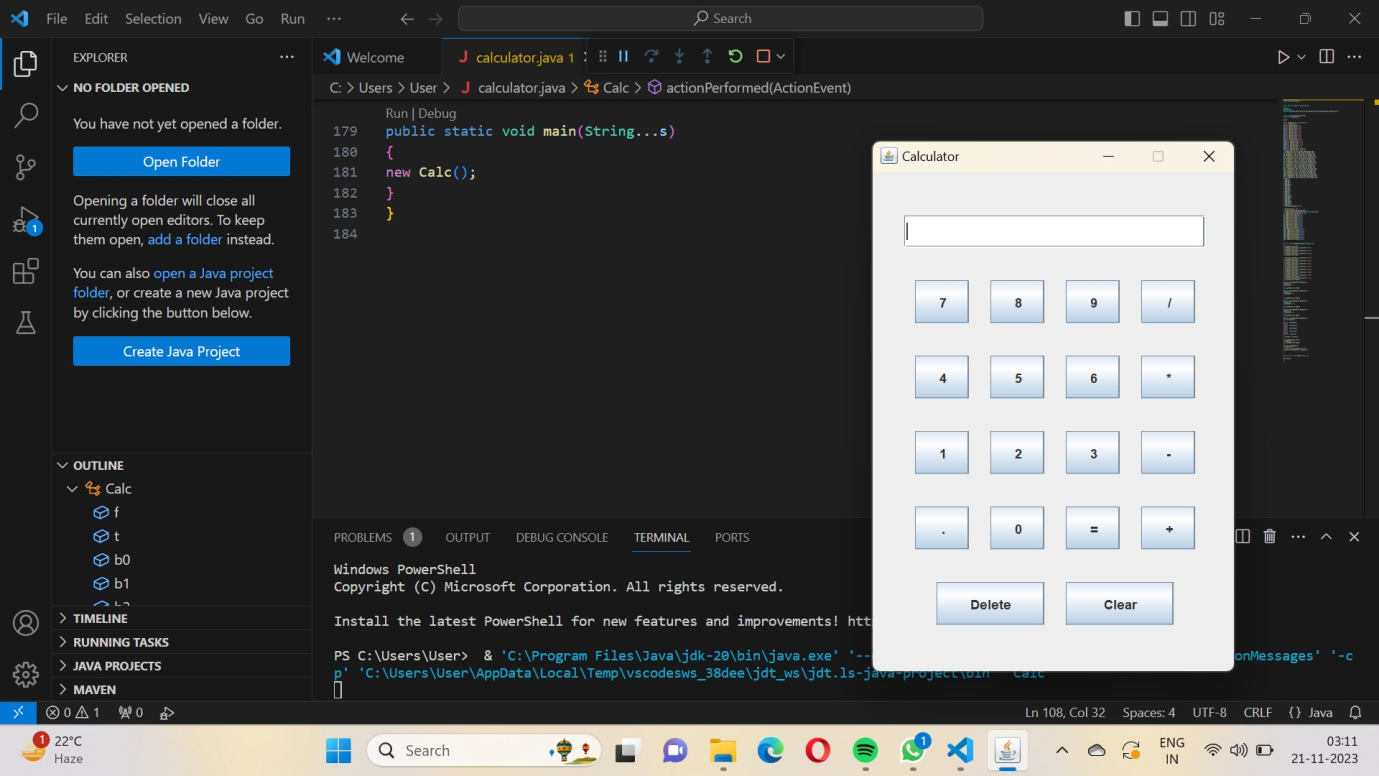 File Edit Selection View Go Run ··· Search
EXPLORER ···
NO FOLDER OPENED
You have not yet opened a folder.
Open Folder
Opening a folder will close all
currently open editors. To keep
them open, add a folder instead.
You can also open a Java project
folder, or create a new Java project
by clicking the button below.
Create Java Project
1
OUTLINE
Calc
f
t
b0
b1
TIMELINE
RUNNING TASKS
JAVA PROJECTS
MAVEN
Welcome
J calculator.java 1
C: > Users > User > J calculator.java > Calc > actionPerformed(ActionEvent)
Run | Debug
179 public static void main(String...s)
180 {
181 new Calc();
182 }
183 }
184
PROBLEMS 1 OUTPUT DEBUG CONSOLE TERMINAL PORTS
Windows PowerShell
Copyright (C) Microsoft Corporation. All rights reserved.
Install the latest PowerShell for new features and improvements! htt
PS C:\Users\User> & 'C:\Program Files\Java\jdk-20\bin\java.exe' '-- onMessages' '-c
p' 'C:\Users\User\AppData\Local\Temp\vscodesws_38dee\jdt_ws\jdt.ls-java-project\bin' 'Calc'
Calculator
7 8 9 /
4 5 6 *
1 2 3 -
. 0 = +
Delete Clear
0 1 0 Ln 108, Col 32 Spaces: 4 UTF-8 CRLF {} Java
1
22°C
Haze
Search
1
ENG
IN
03:11
21-11-2023